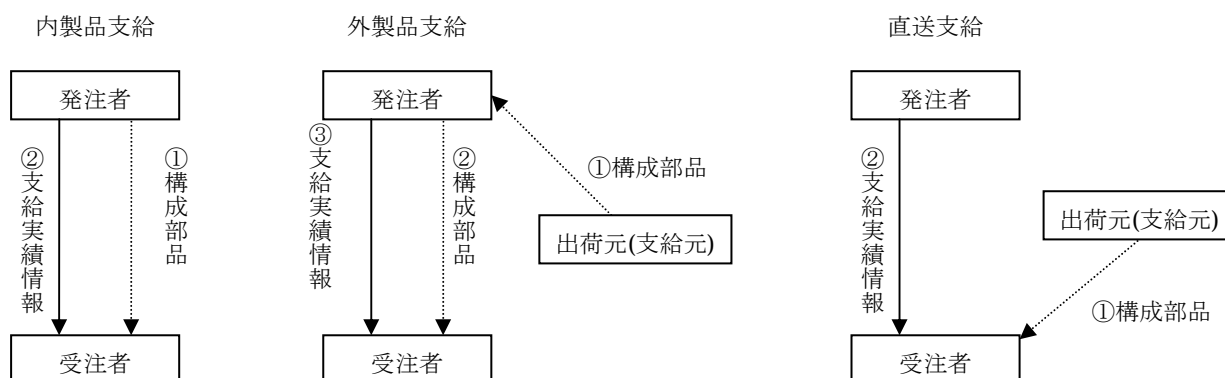 内製品支給
発注者
②支給実績情報
①構成部品
受注者
外製品支給
発注者
③支給実績情報
②構成部品
①構成部品
出荷元(支給元)
受注者
直送支給
発注者
②支給実績情報
出荷元(支給元)
①構成部品
受注者